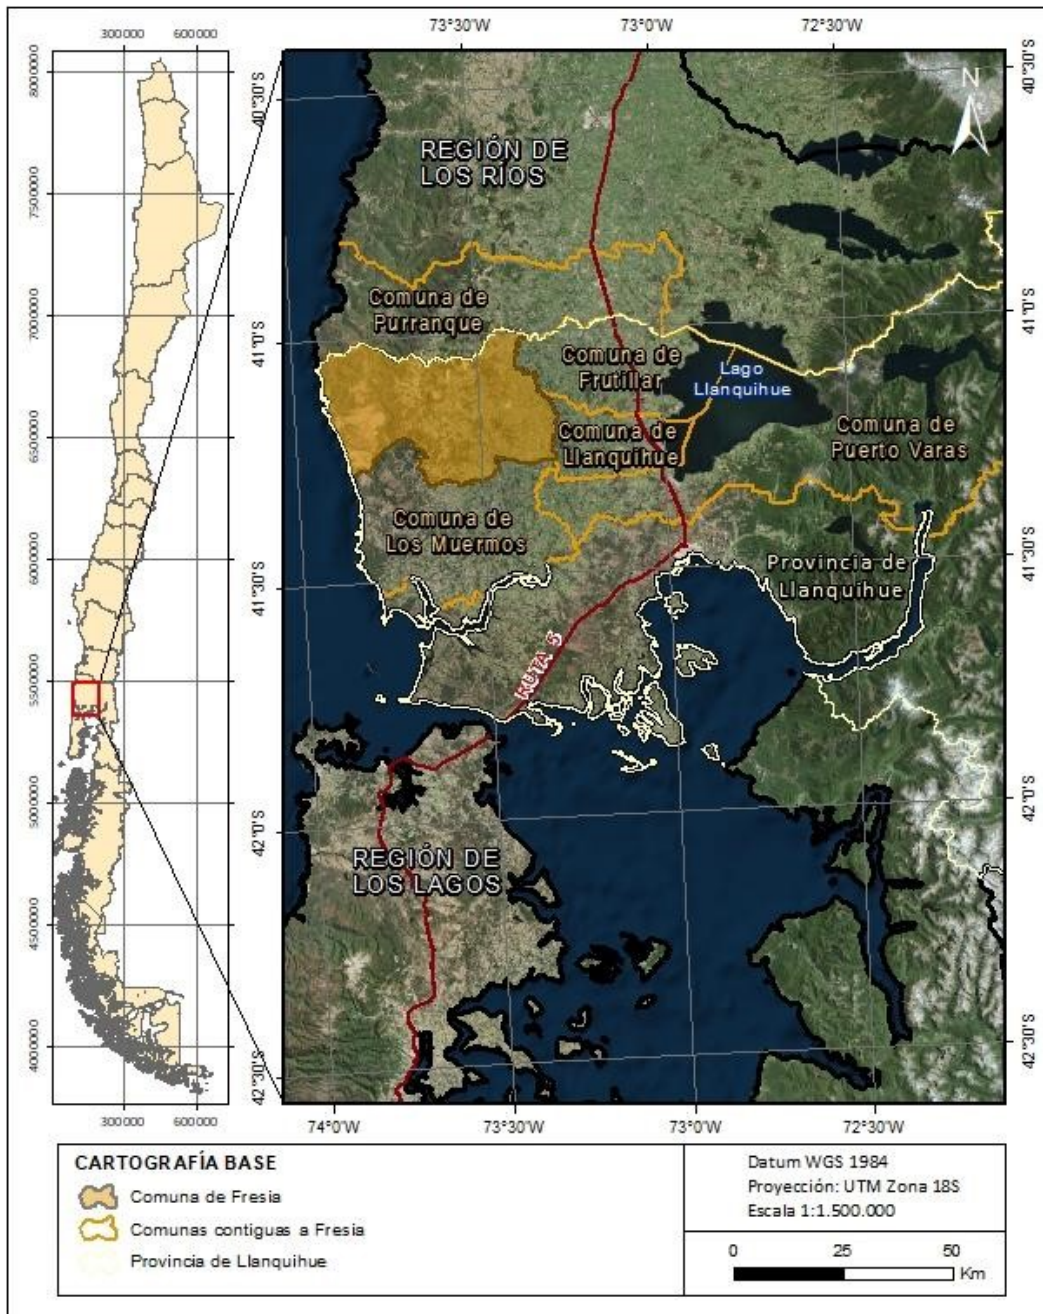 300000 600000
8000000
7500000
7000000
6500000
6000000
5500000
5000000
4500000
4000000
300000 600000
73°30'W 73°0'W 72°30'W
40°30'S
41°0'S
41°30'S
42°0'S
42°30'S
40°30'S
41°0'S
41°30'S
42°0'S
42°30'S
74°0'W 73°30'W 73°0'W 72°30'W
N
REGIÓN DE
LOS RÍOS
Comuna de
Purranque
Comuna de
Frutillar
Lago
Llanquihue
Comuna de
Llanquihue
Comuna de
Puerto Varas
Comuna de
Los Muermos
Provincia de
Llanquihue
RUTA 5
REGIÓN DE
LOS LAGOS
CARTOGRAFÍA BASE
Comuna de Fresia
Comunas contiguas a Fresia
Provincia de Llanquihue
Datum WGS 1984
Proyección: UTM Zona 18S
Escala 1:1.500.000
0 25 50
Km